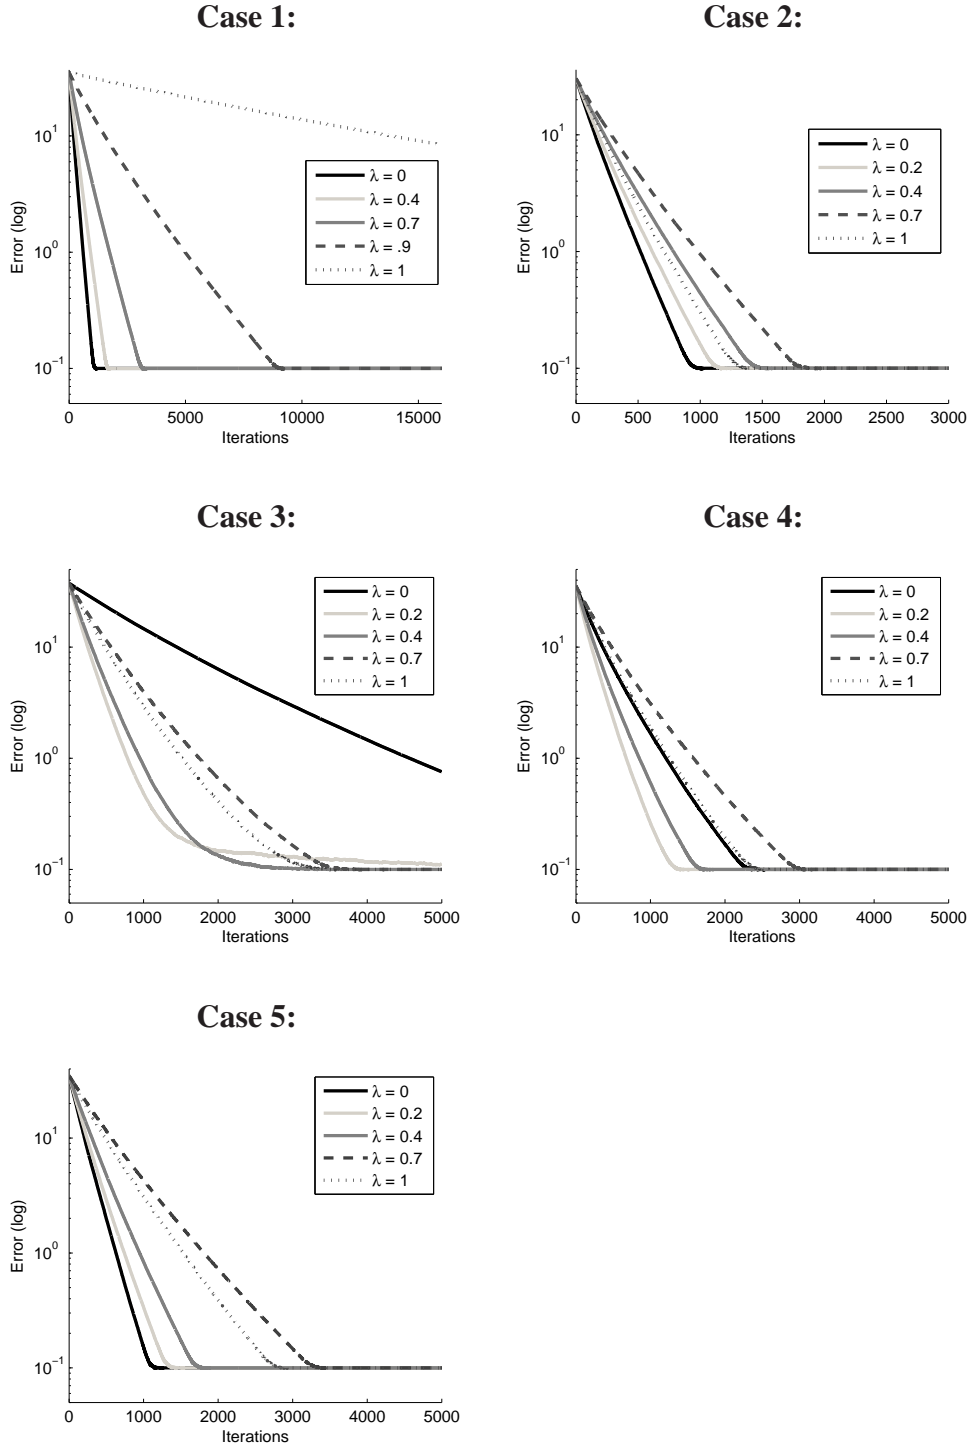 Case 1:
Error (log)
10^1
10^0
10^-1
0 5000 10000 15000
Iterations
λ = 0
λ = 0.4
λ = 0.7
λ = .9
λ = 1
Case 2:
Error (log)
10^1
10^0
10^-1
0 500 1000 1500 2000 2500 3000
Iterations
λ = 0
λ = 0.2
λ = 0.4
λ = 0.7
λ = 1
Case 3:
Error (log)
10^1
10^0
10^-1
0 1000 2000 3000 4000 5000
Iterations
λ = 0
λ = 0.2
λ = 0.4
λ = 0.7
λ = 1
Case 4:
Error (log)
10^1
10^0
10^-1
0 1000 2000 3000 4000 5000
Iterations
λ = 0
λ = 0.2
λ = 0.4
λ = 0.7
λ = 1
Case 5:
Error (log)
10^1
10^0
10^-1
0 1000 2000 3000 4000 5000
Iterations
λ = 0
λ = 0.2
λ = 0.4
λ = 0.7
λ = 1